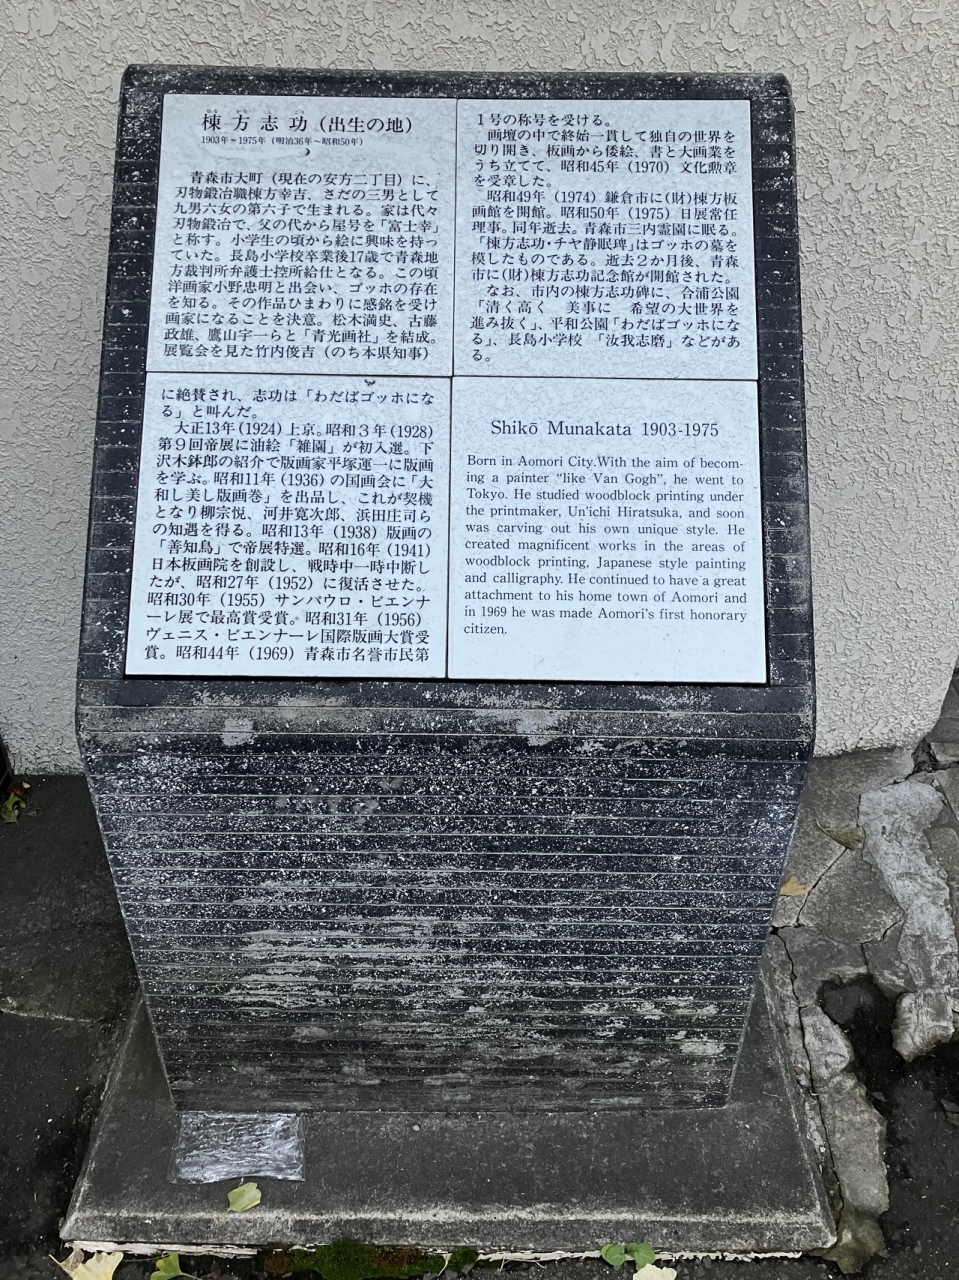 棟方志功(出生の地)
1903年~1975年(明治36年~昭和50年)
青森市大町(現在の安方二丁目)に、
刃物鍛冶職棟方幸吉、さだの三男として
九男六女の第六子で生まれる。家は代々
刃物鍛冶で、父の代から屋号を「富士幸」
と称す。小学生の頃から絵に興味を持っ
ていた。長島小学校卒業後17歳で青森地
方裁判所弁護士控所給仕となる。この頃
洋画家小野忠明と出会い、ゴッホの存在
を知る。その作品ひまわりに感銘を受け
画家になることを決意。松木満史、古藤
政雄、鷹山宇一らと「青光画社」を結成。
展覧会を見た竹内俊吉(のち本県知事)
に絶賛され、志功は「わだばゴッホにな
る」と叫んだ。
大正13年(1924)上京。昭和3年(1928)
第9回帝展に油絵「雑園」が初入選。下
沢木鉢郎の紹介で版画家平塚運一に版画
を学ぶ。昭和11年(1936)の国画会に「大
和し美し版画巻」を出品し、これが契機
となり柳宗悦、河井寛次郎、浜田庄司ら
の知遇を得る。昭和13年(1938)版画の
「善知鳥」で帝展特選。昭和16年(1941)
日本板画院を創設し、戦時中一時中断し
たが、昭和27年(1952)に復活させた。
昭和30年(1955)サンパウロ・ビエンナ
ーレ展で最高賞受賞。昭和31年(1956)
ヴェニス・ビエンナーレ国際版画大賞受
賞。昭和44年(1969)青森市名誉市民第
1号の称号を受ける。
画壇の中で終始一貫して独自の世界を
切り開き、板画から倭絵、書と大画業を
うち立てて、昭和45年(1970)文化勲章
を受章した。
昭和49年(1974)鎌倉市に(財)棟方板
画館を開館。昭和50年(1975)日展常任
理事。同年逝去。青森市三内霊園に眠る。
「棟方志功・チヤ静眠碑」はゴッホの墓を
模したものである。逝去2か月後、青森
市に(財)棟方志功記念館が開館された。
なお、市内の棟方志功碑に、合浦公園
「清く高く 美事に 希望の大世界を
進み抜く」、平和公園「わだばゴッホにな
る」、長島小学校 「汝我志磨」などがあ
る。
Shikō Munakata 1903-1975
Born in Aomori City.With the aim of becom-
ing a painter “like Van Gogh”, he went to
Tokyo. He studied woodblock printing under
the printmaker, Un'ichi Hiratsuka, and soon
was carving out his own unique style. He
created magnificent works in the areas of
woodblock printing, Japanese style painting
and calligraphy. He continued to have a great
attachment to his home town of Aomori and
in 1969 he was made Aomori's first honorary
citizen.